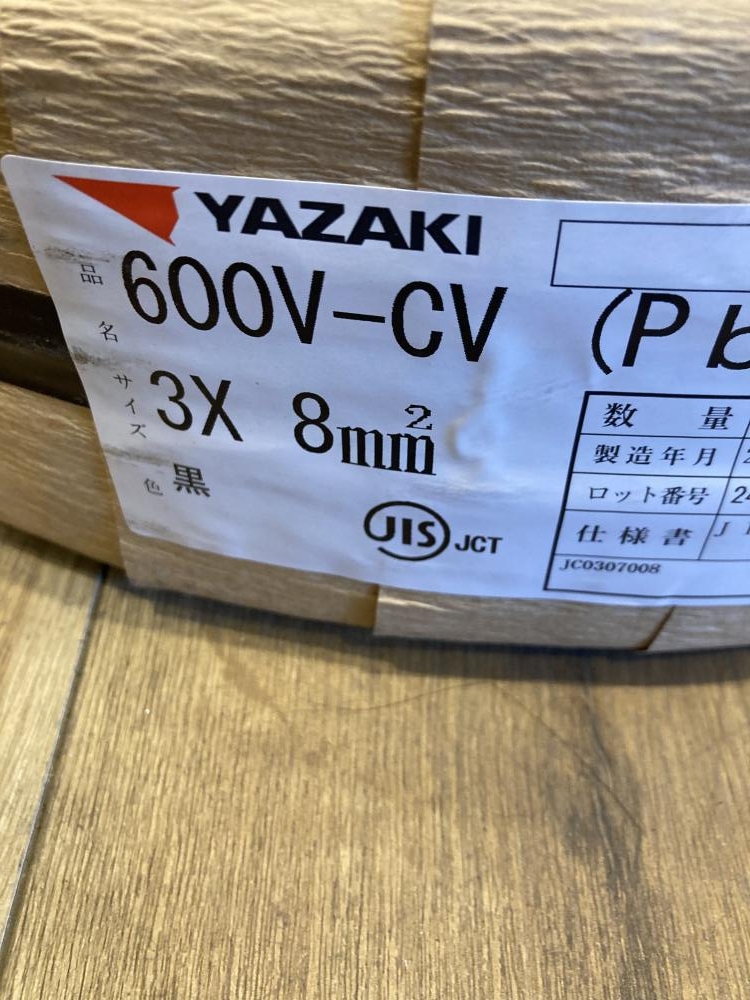 YAZAKI
品名 600V-CV (Pb
サイズ 3X 8mm²
色 黒
JIS JCT
数量
製造年月 2
ロット番号 24
仕様書 J
JC0307008